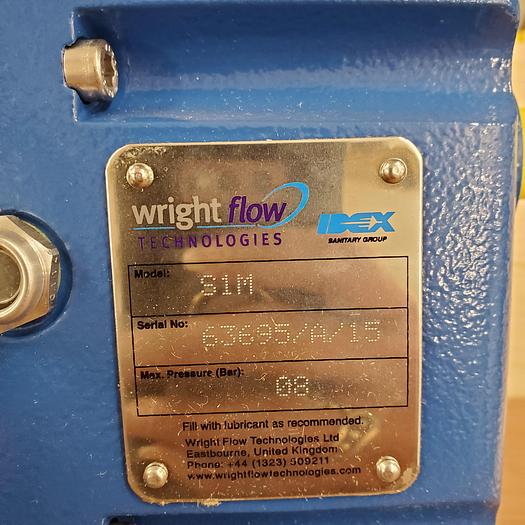 wright flow
TECHNOLOGIES
IDEX
SANITARY GROUP
Model:
S1M
Serial No:
63695/A/15
Max. Pressure (Bar):
08
Fill with lubricant as recommended.
Wright Flow Technologies Ltd
Eastbourne, United Kingdom
Phone: +44 (1323) 509211
www.wrightflowtechnologies.com